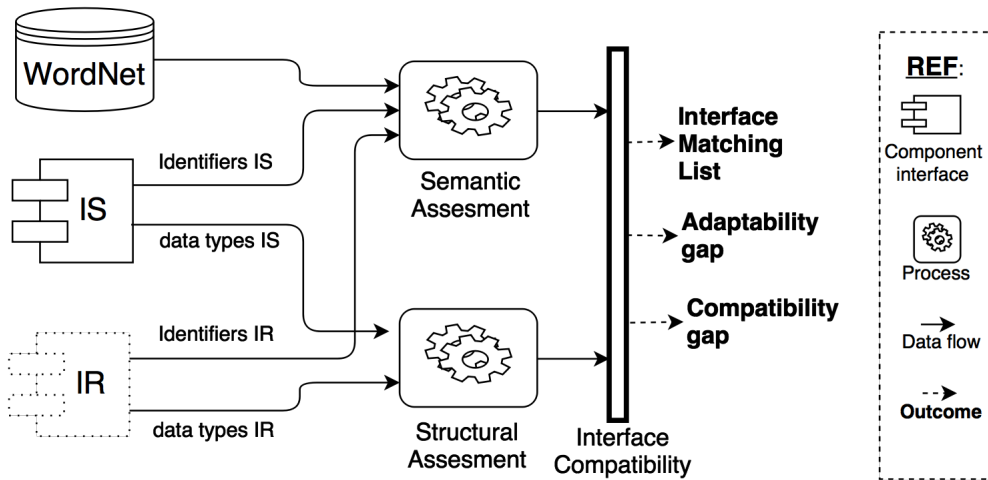 WordNet
Identifiers IS
IS
data types IS
Identifiers IR
IR
data types IR
Semantic
Assesment
Structural
Assesment
Interface
Compatibility
Interface
Matching
List
Adaptability
gap
Compatibility
gap
REF:
Component
interface
Process
Data flow
Outcome